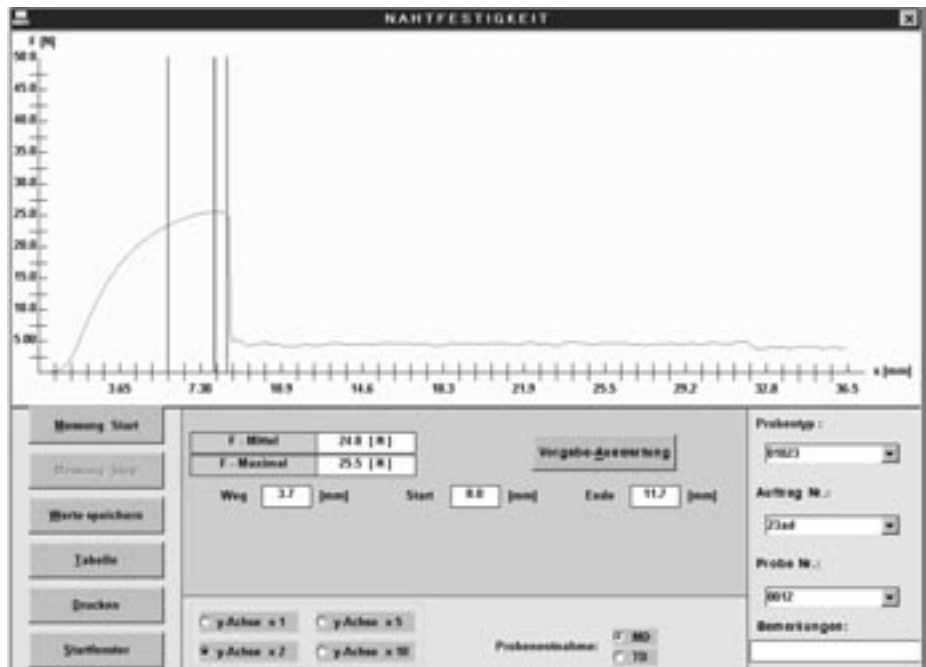 NAHTFESTIGKEIT
F [N]
50.0
45.0
40.0
35.0
30.0
25.0
20.0
15.0
10.0
5.00
3.65 7.30 10.9 14.6 18.3 21.9 25.5 29.2 32.8 36.5
s [mm]
Messung Start
Messung Stop
Werte speichern
Tabelle
Drucken
Startfenster
F - Mittel 24.8 [N]
F - Maximal 25.5 [N]
Vorgabe-Auswertung
Weg 3.7 [mm] Start 8.0 [mm] Ende 11.7 [mm]
y-Achse x 1 y-Achse x 5
y-Achse x 2 y-Achse x 10
Probenentnahme: MD
TD
Probentyp :
01023
Auftrag Nr.:
23ad
Probe Nr.:
0012
Bemerkungen: